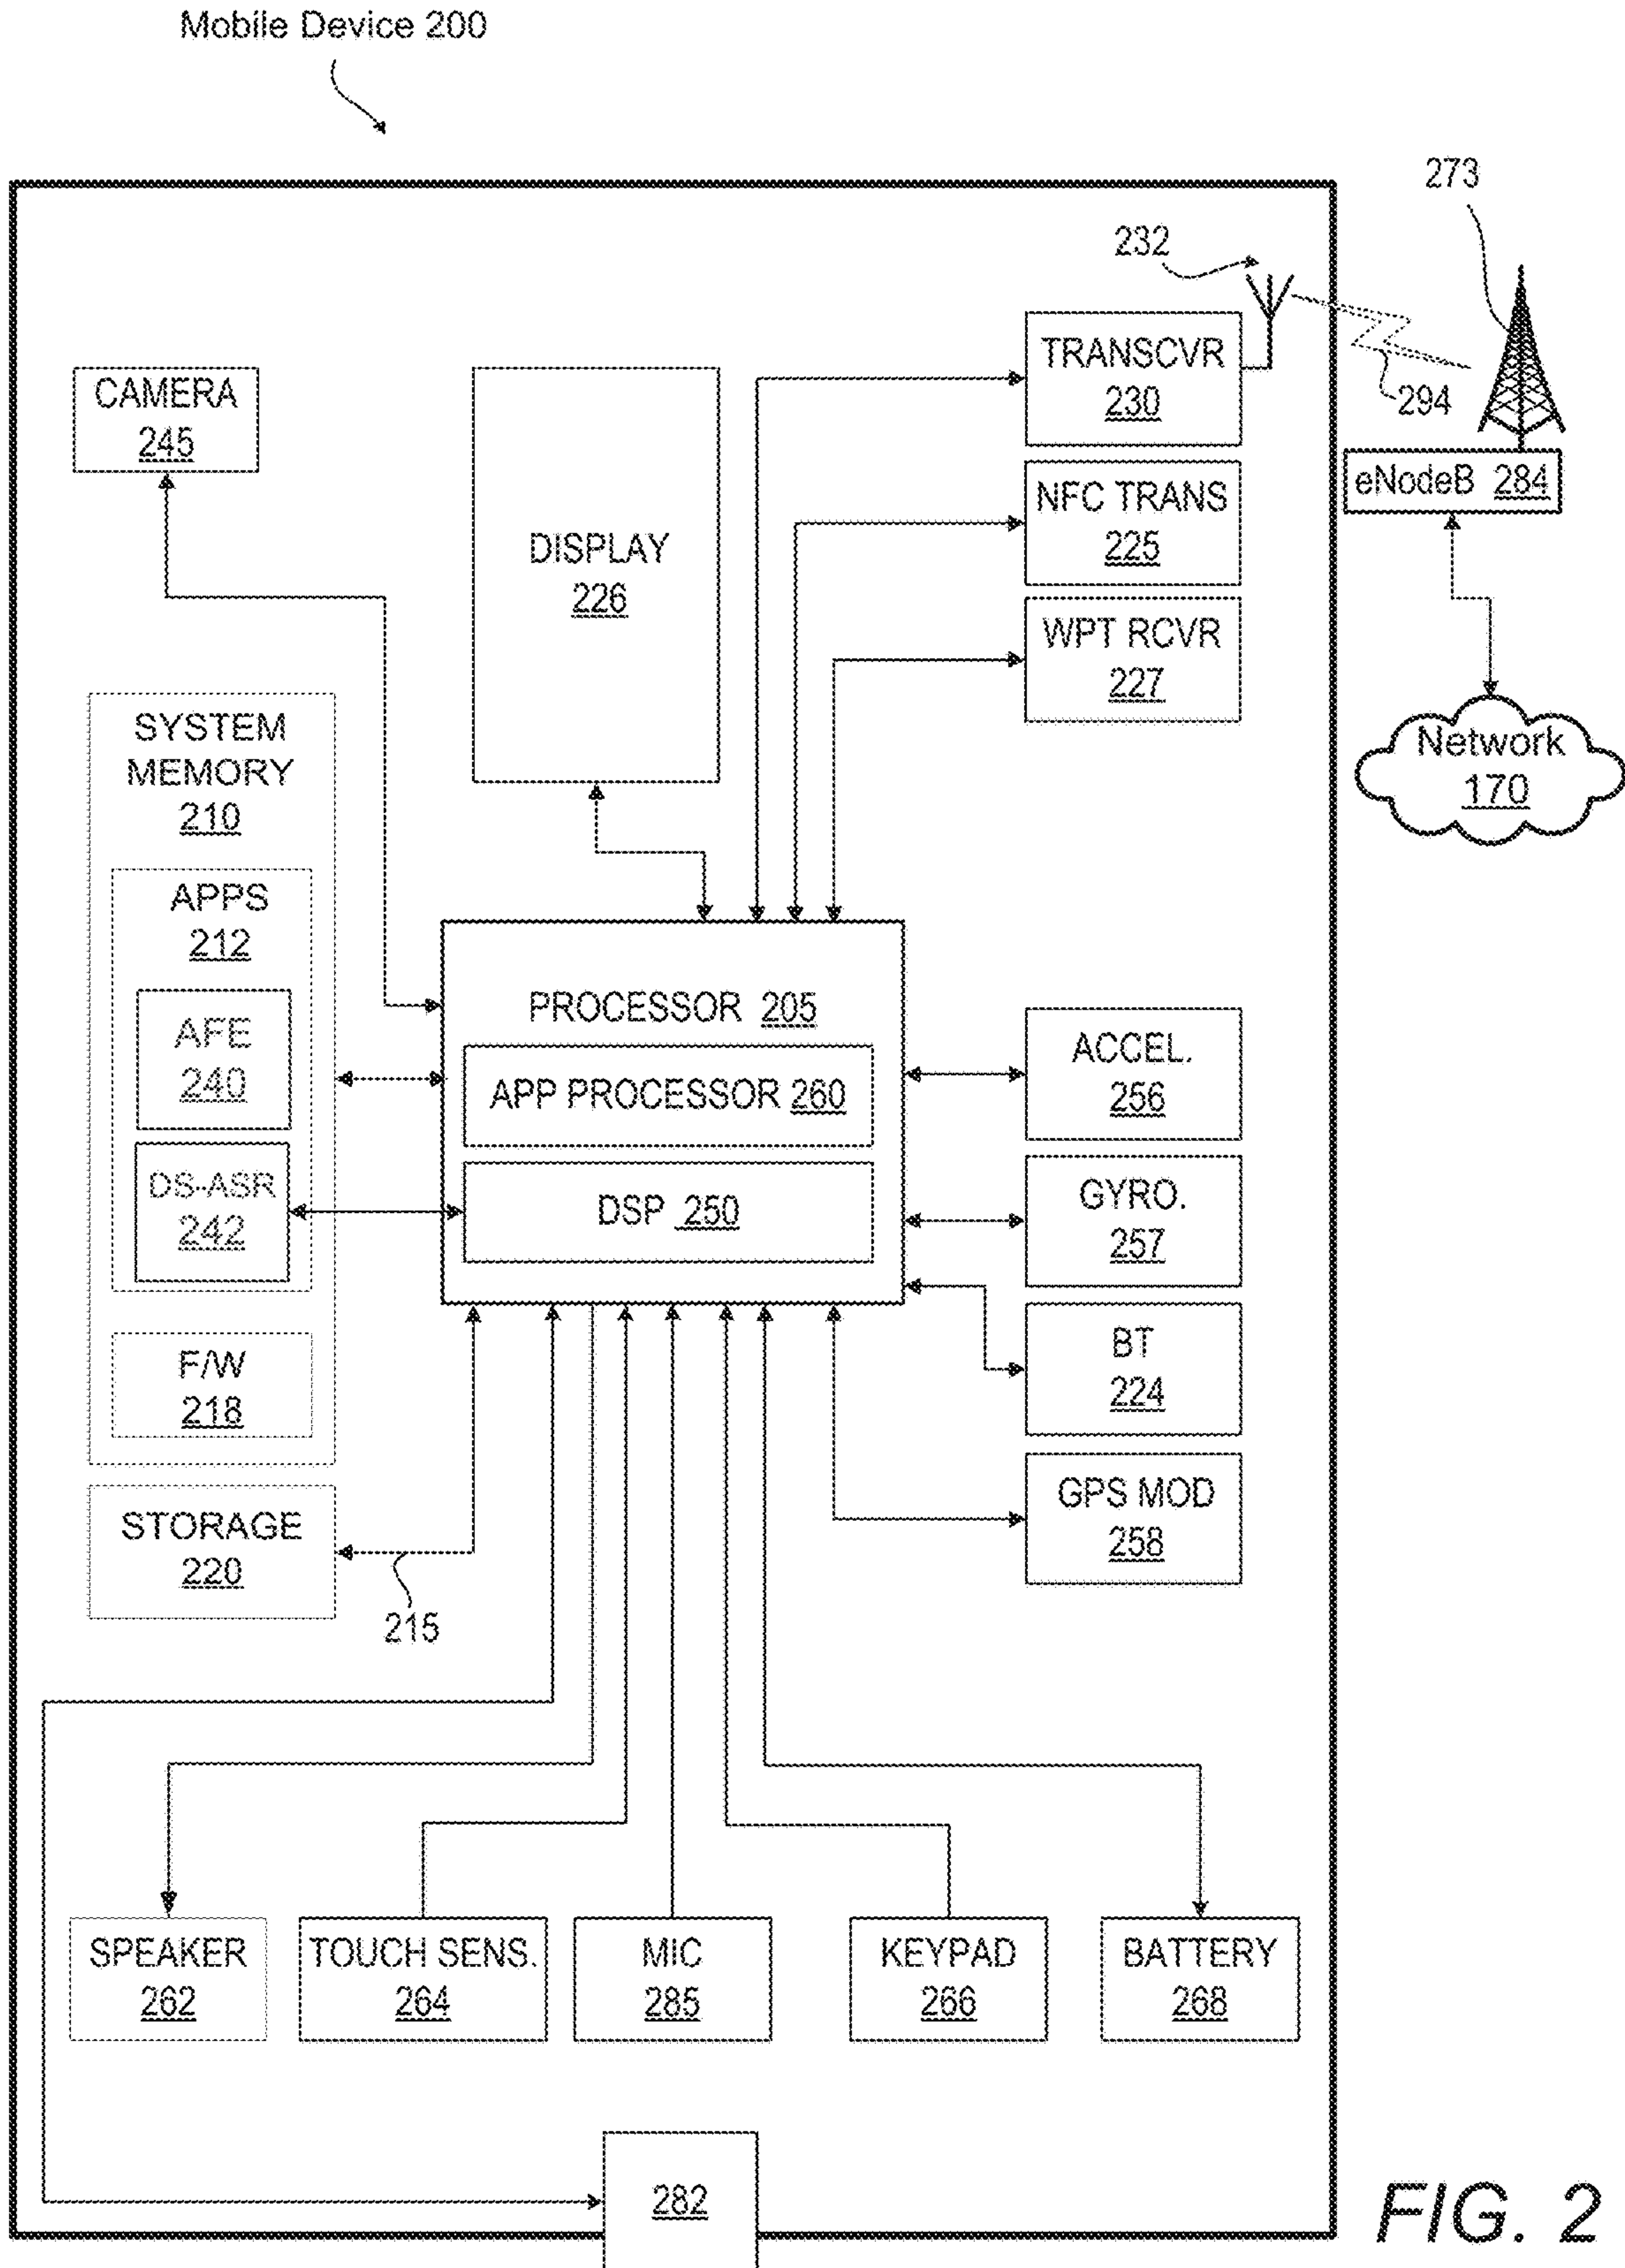 Mobile Device 200
273
232
TRANSCVR
230
294
CAMERA
245
eNodeB 284
NFC TRANS
225
DISPLAY
226
WPT RCVR
227
Network
170
SYSTEM
MEMORY
210
APPS
212
AFE
240
DS-ASR
242
F/W
218
PROCESSOR 205
APP PROCESSOR 260
DSP 250
ACCEL.
256
GYRO.
257
BT
224
GPS MOD
258
STORAGE
220
215
SPEAKER
262
TOUCH SENS.
264
MIC
285
KEYPAD
266
BATTERY
268
282
FIG. 2